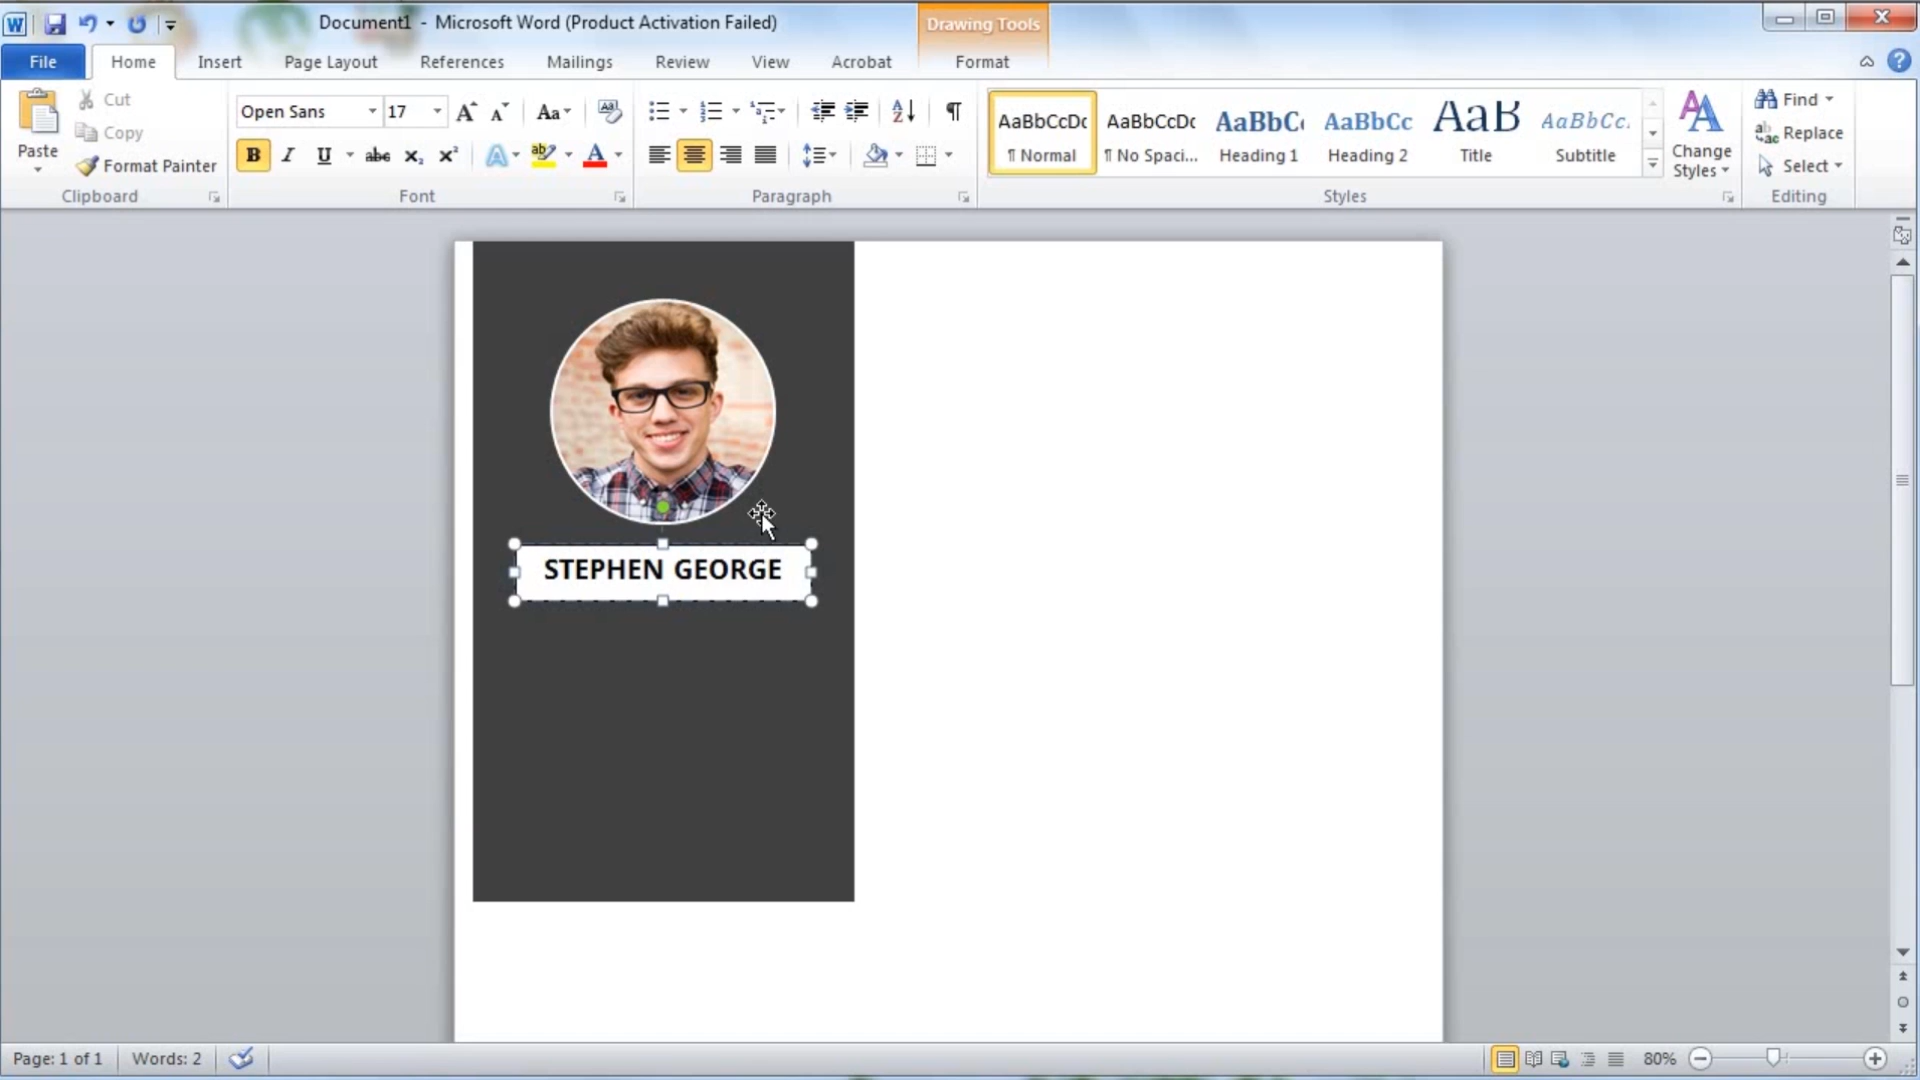 Document1 - Microsoft Word (Product Activation Failed)
Drawing Tools
File
Home
Insert
Page Layout
References
Mailings
Review
View
Acrobat
Format
Paste
Cut
Copy
Format Painter
Clipboard
Open Sans
17
Font
Paragraph
AaBbCcDc
¶ Normal
AaBbCcDc
¶ No Spaci...
AaBbC
Heading 1
AaBbCc
Heading 2
AaB
Title
AaBbCc.
Subtitle
Styles
Change
Styles
Find
Replace
Select
Editing
STEPHEN GEORGE
Page: 1 of 1
Words: 2
80%